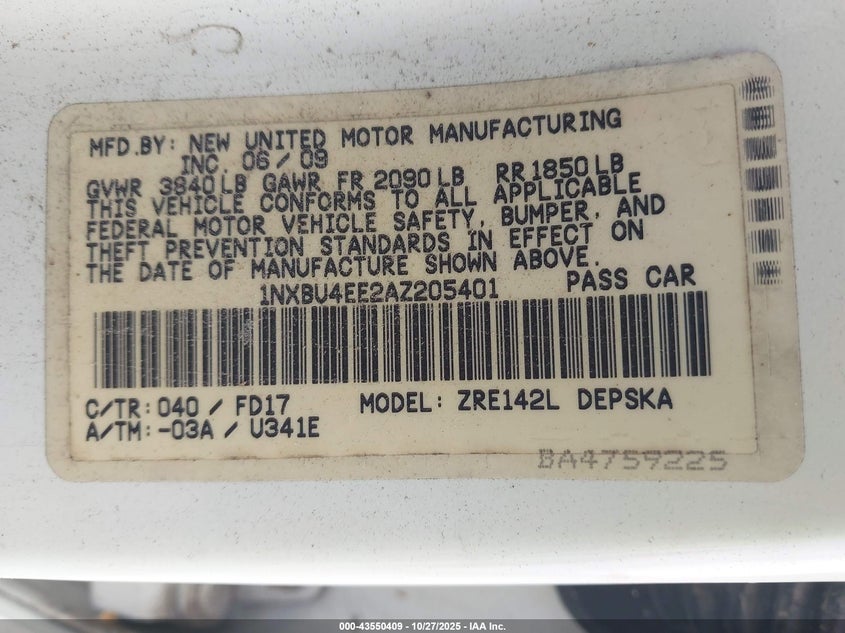 MFD.BY: NEW UNITED MOTOR MANUFACTURING
INC. 06/09
GVWR 3840LB GAWR FR 2090LB RR1850LB
THIS VEHICLE CONFORMS TO ALL APPLICABLE
FEDERAL MOTOR VEHICLE SAFETY, BUMPER, AND
THEFT PREVENTION STANDARDS IN EFFECT ON
THE DATE OF MANUFACTURE SHOWN ABOVE.
1NXBU4EE2AZ205401 PASS CAR
C/TR: 040 / FD17 MODEL: ZRE142L DEPSKA
A/TM: -03A / U341E
BA4759225
000-43550409 | 10/27/2025 - IAA Inc.